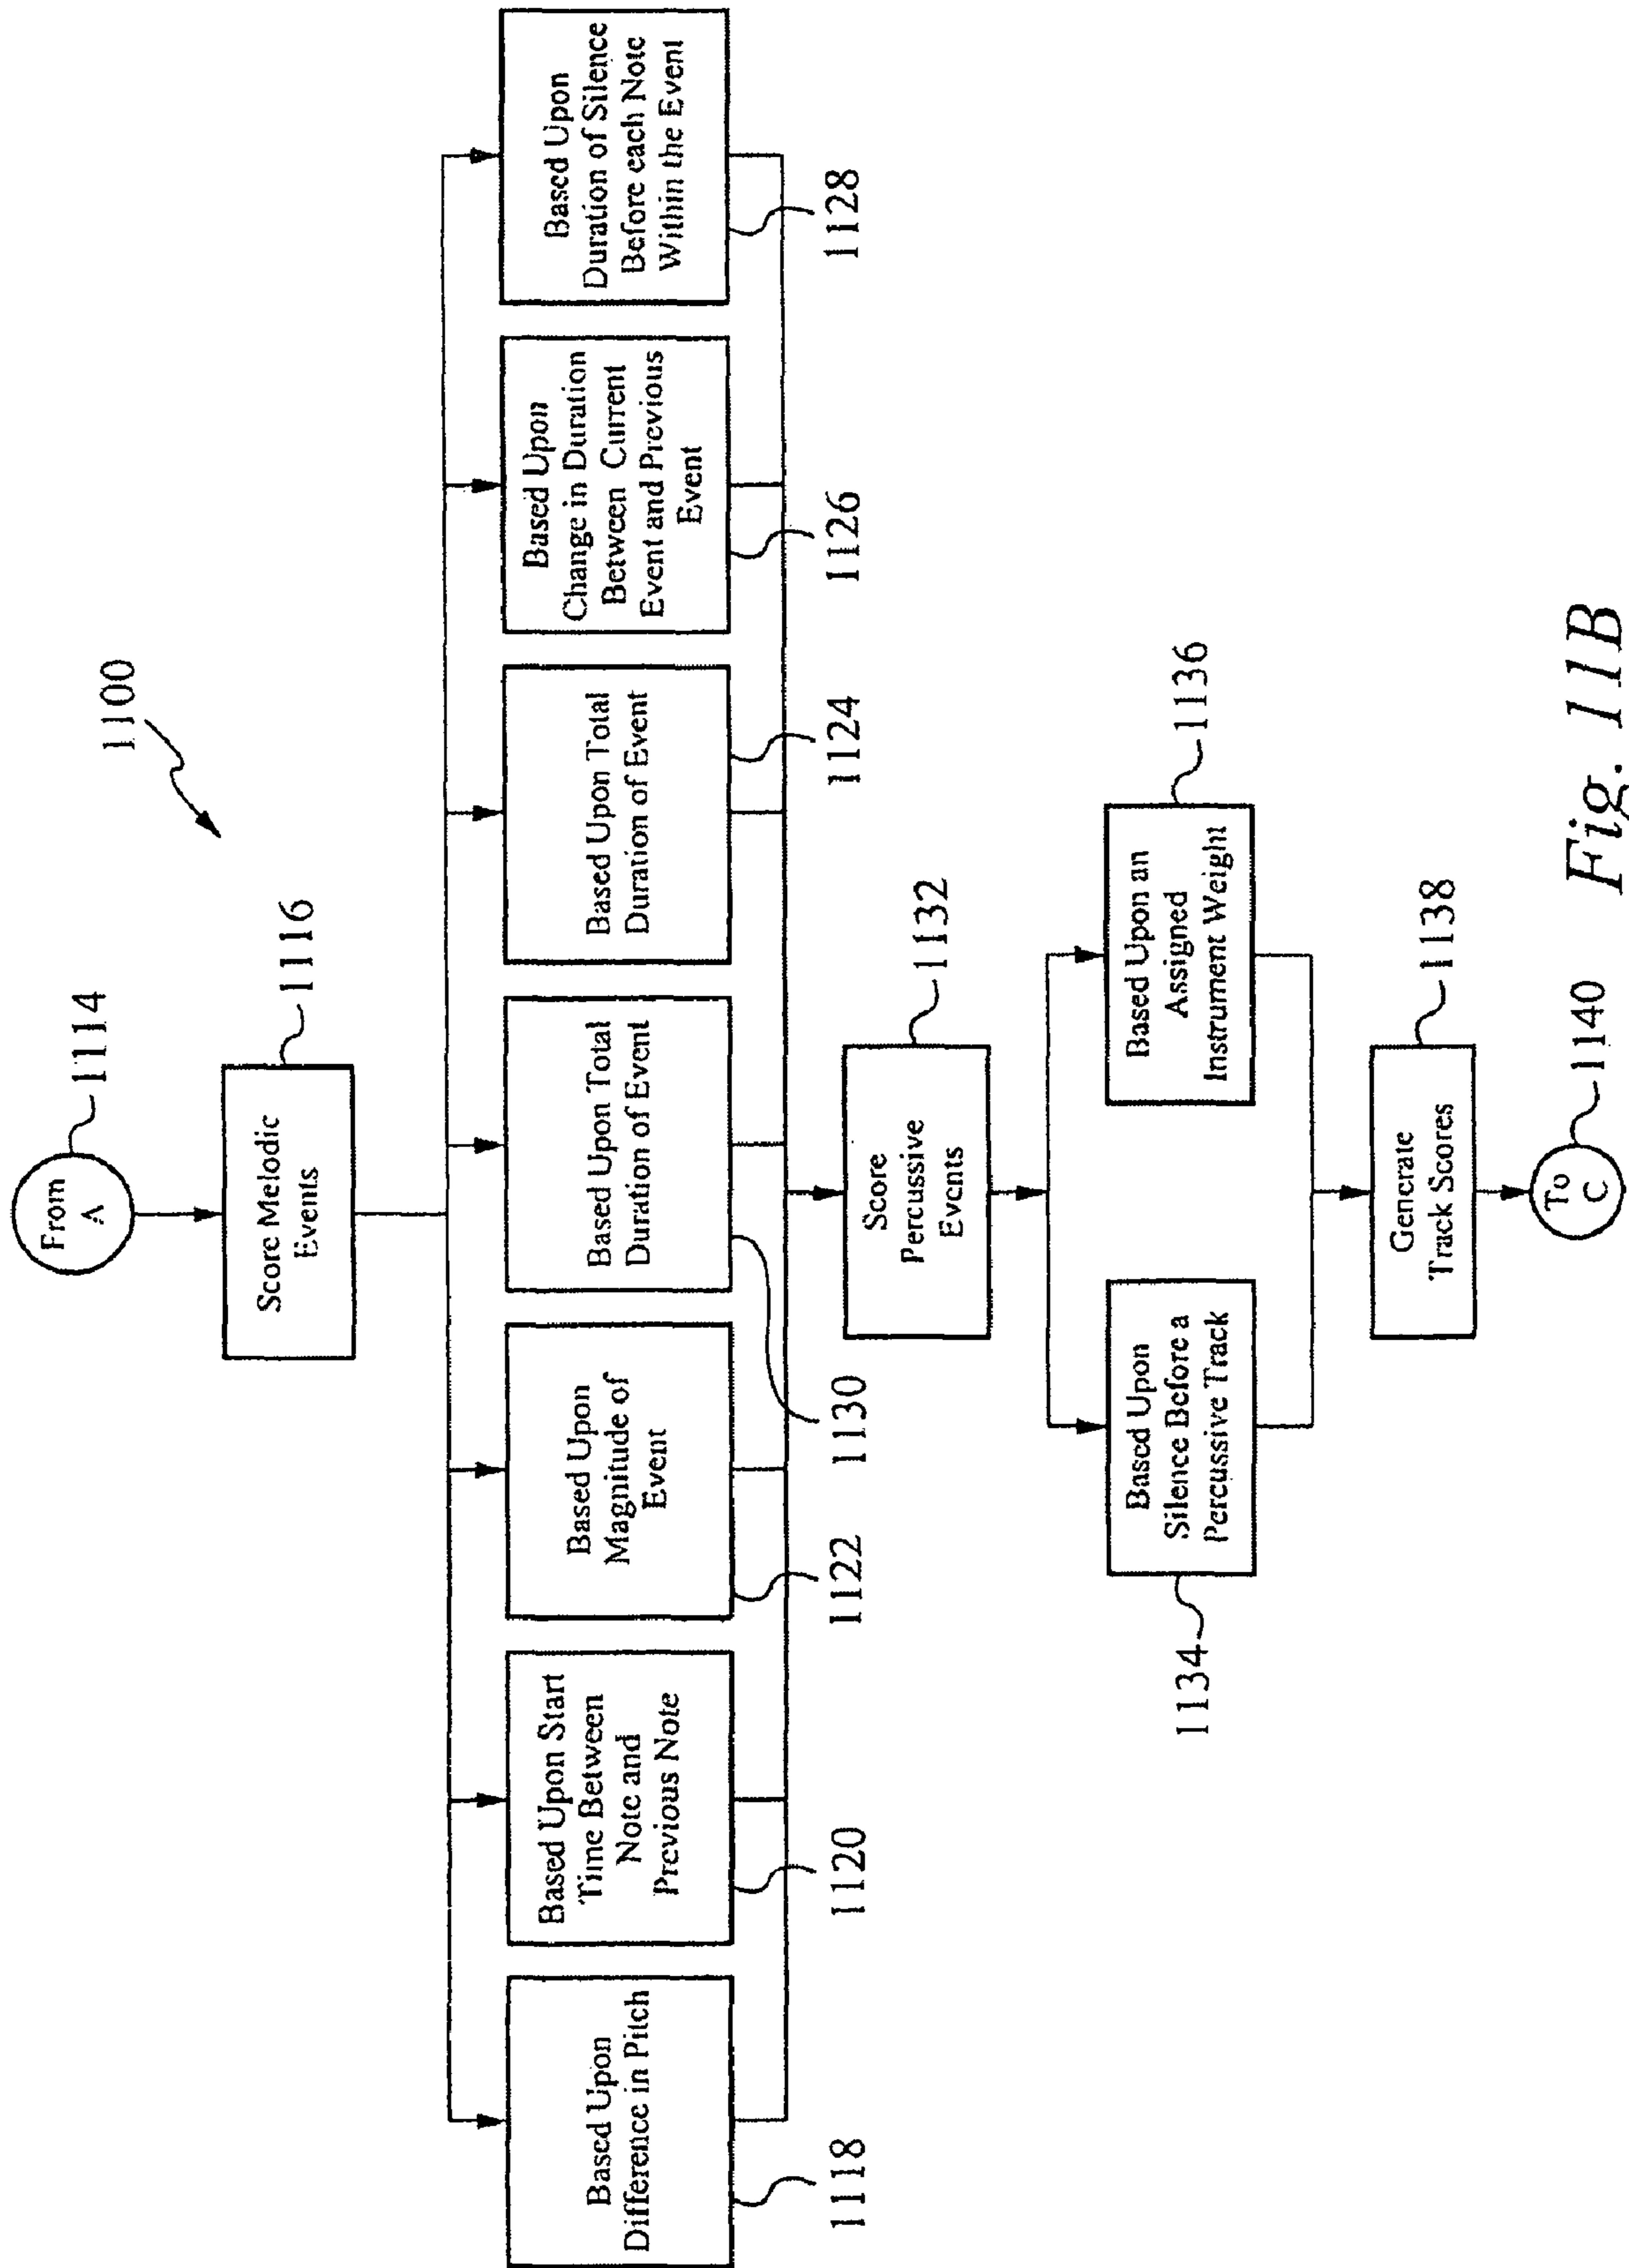 1100
From
A
1114
Score Melodic
Events
1116
Based Upon
Difference in Pitch
1118
Based Upon Start
Time Between
Note and
Previous Note
1120
Based Upon
Magnitude of
Event
1122
Based Upon Total
Duration of Event
1130
Based Upon Total
Duration of Event
1124
Based Upon
Change in Duration
Between Current
Event and Previous
Event
1126
Based Upon
Duration of Silence
Before each Note
Within the Event
1128
Score
Percussive
Events
1132
Based Upon
Silence Before a
Percussive Track
1134
Based Upon an
Assigned
Instrument Weight
1136
Generate
Track Scores
1138
To
C
1140
Fig. 11B